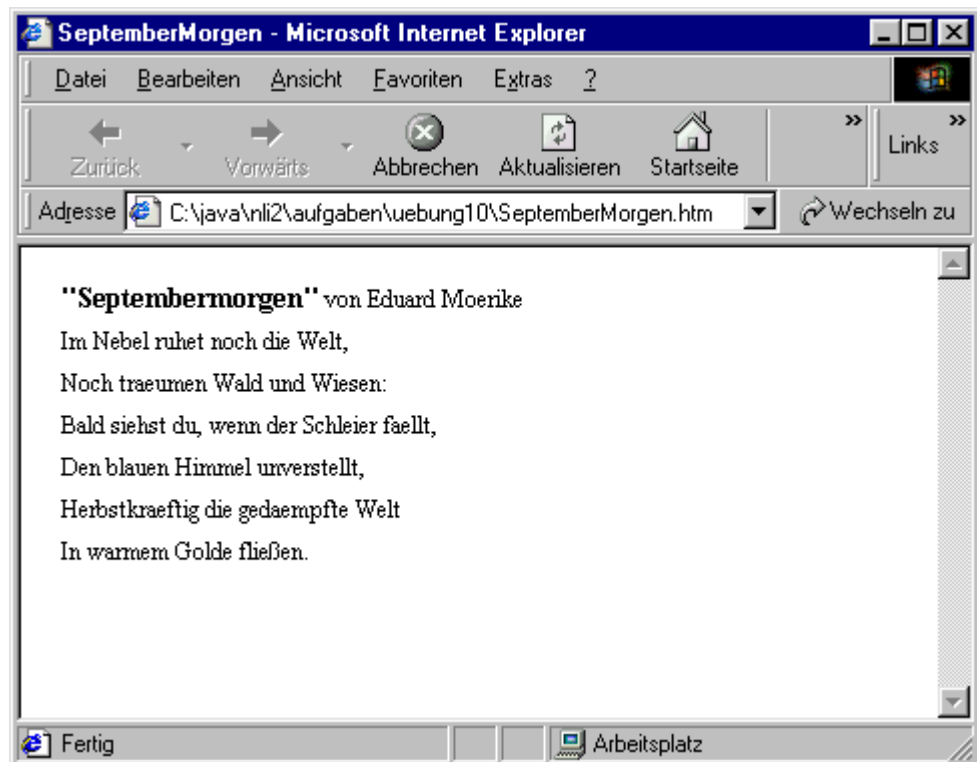 SeptemberMorgen - Microsoft Internet Explorer
Datei Bearbeiten Ansicht Favoriten Extras ?
Zurück Vorwärts Abbrechen Aktualisieren Startseite » Links »
Adresse C:\java\nli2\aufgaben\uebung10\SeptemberMorgen.htm Wechseln zu
"Septembermorgen" von Eduard Moerike
Im Nebel ruhet noch die Welt,
Noch traeumen Wald und Wiesen:
Bald siehst du, wenn der Schleier faellt,
Den blauen Himmel unverstellt,
Herbstkraeftig die gedaempfte Welt
In warmem Golde fließen.
Fertig Arbeitsplatz